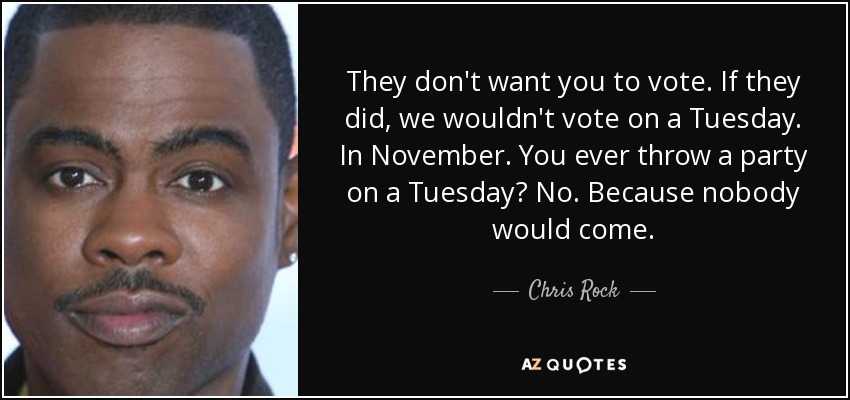 They don't want you to vote. If they
did, we wouldn't vote on a Tuesday.
In November. You ever throw a party
on a Tuesday? No. Because nobody
would come.
Chris Rock
AZ QUOTES